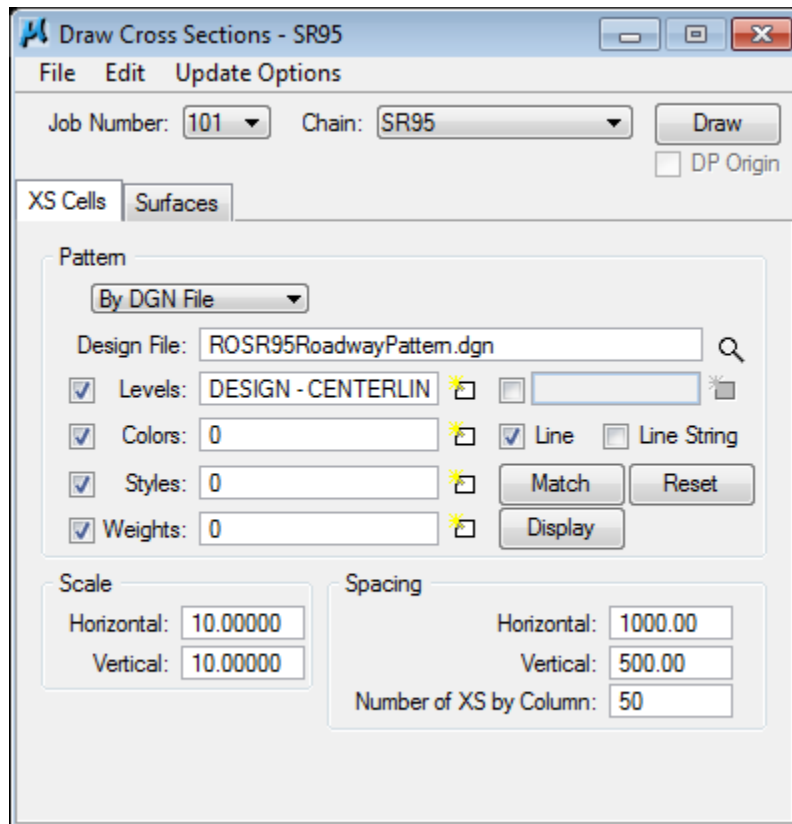 Draw Cross Sections - SR95
File Edit Update Options
Job Number: 101 Chain: SR95 Draw
DP Origin
XS Cells Surfaces
Pattern
By DGN File
Design File: ROSR95RoadwayPattern.dgn
Levels: DESIGN - CENTERLIN
Colors: 0 Line Line String
Styles: 0 Match Reset
Weights: 0 Display
Scale Spacing
Horizontal: 10.00000 Horizontal: 1000.00
Vertical: 10.00000 Vertical: 500.00
Number of XS by Column: 50